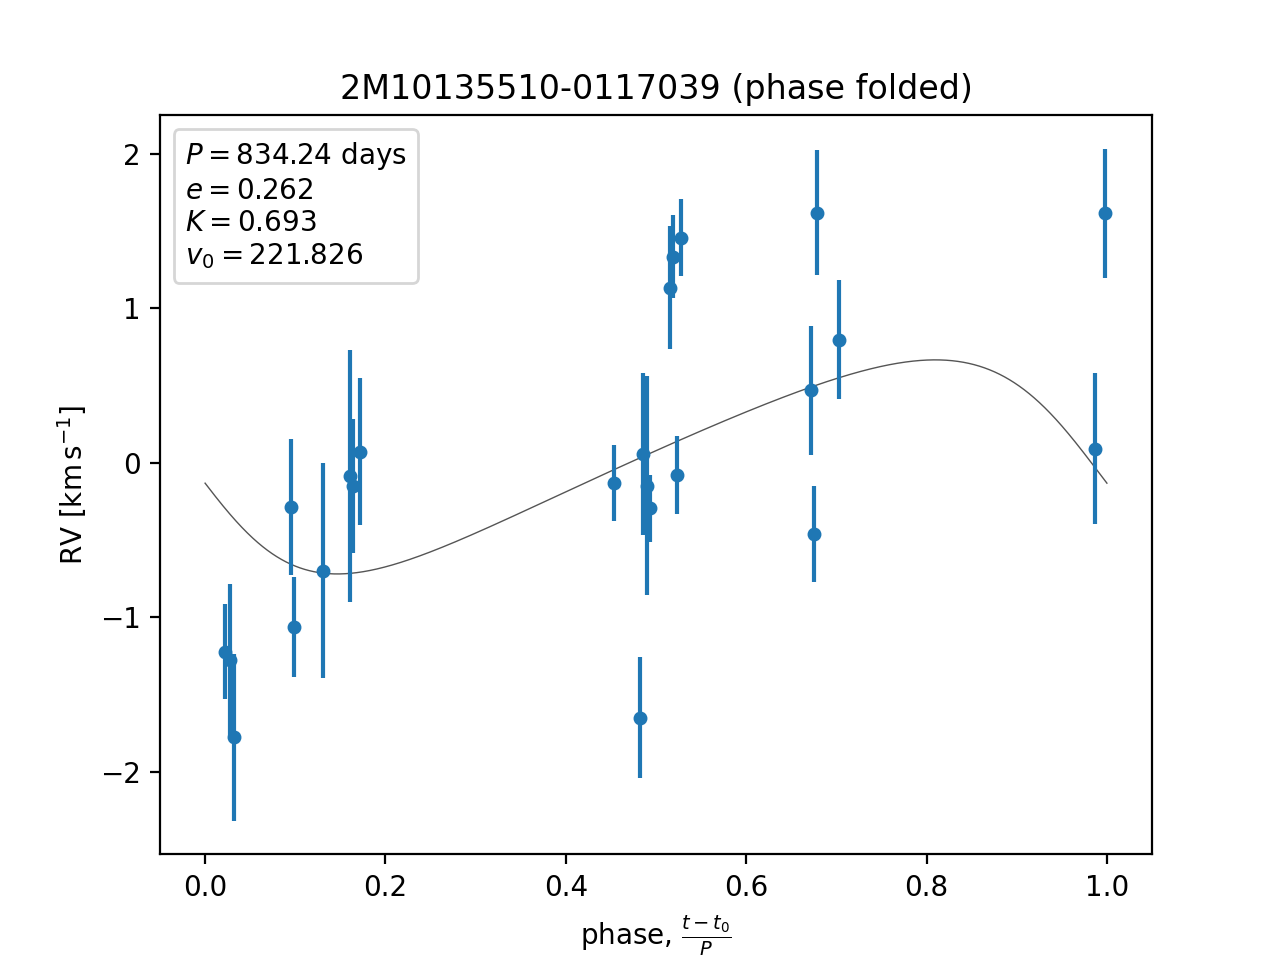 2M10135510-0117039 (phase folded)
P = 834.24 days
e = 0.262
K = 0.693
v₀ = 221.826
RV [km s⁻¹]
2
1
0
−1
−2
0.0 0.2 0.4 0.6 0.8 1.0
phase, (t − t₀)/P